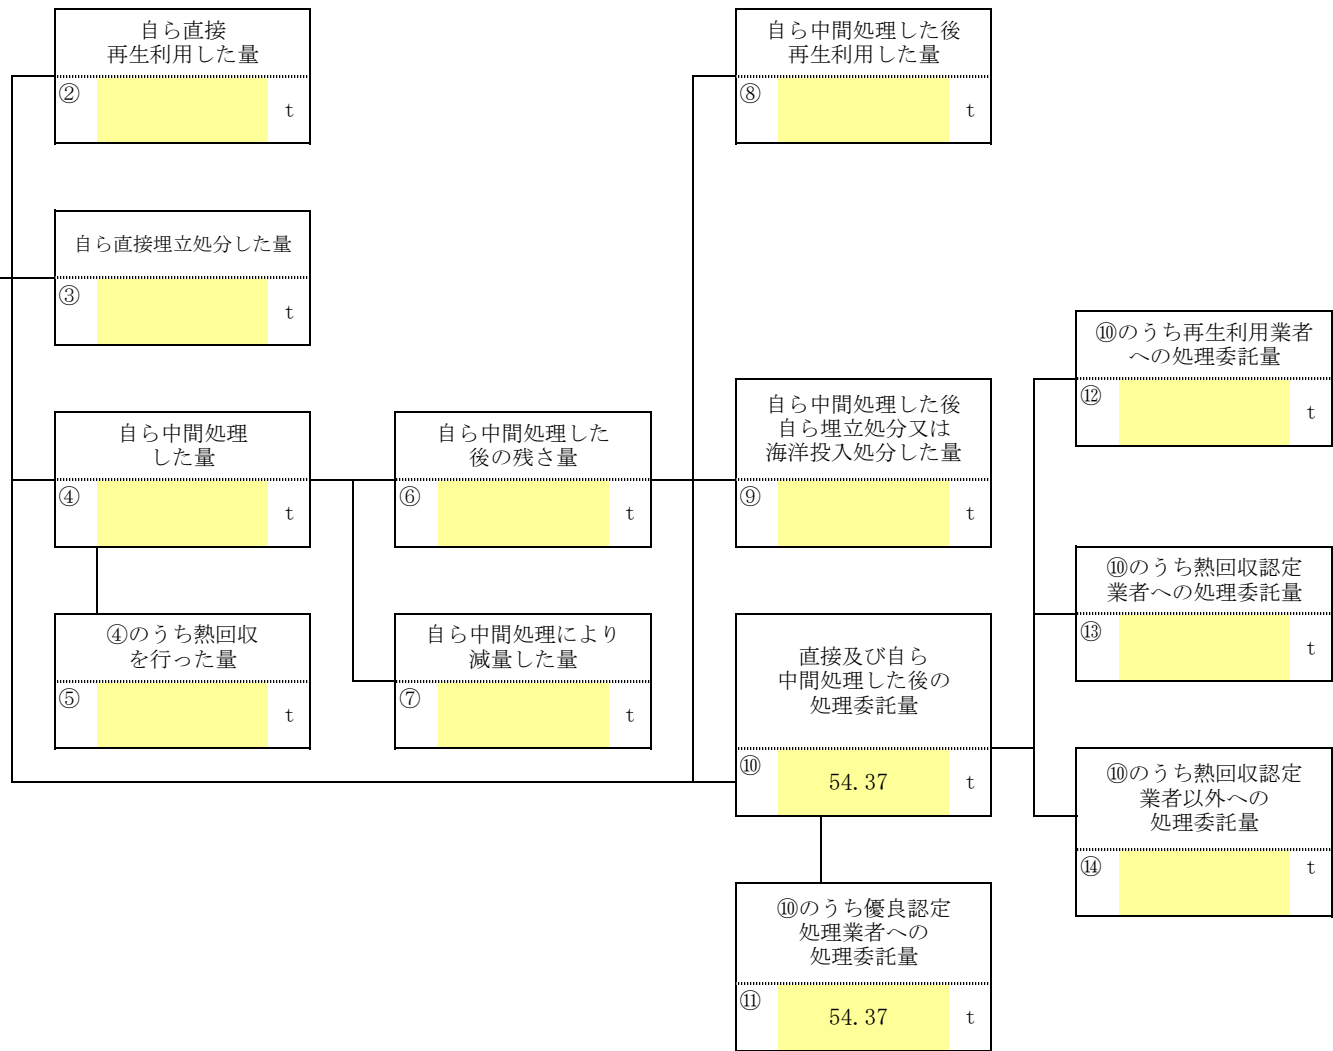 自ら直接
再生利用した量
②
t
自ら中間処理した後
再生利用した量
⑧
t
自ら直接埋立処分した量
③
t
⑩のうち再生利用業者
への処理委託量
⑫
t
自ら中間処理
した量
④
t
自ら中間処理した
後の残さ量
⑥
t
自ら中間処理した後
自ら埋立処分又は
海洋投入処分した量
⑨
t
⑩のうち熱回収認定
業者への処理委託量
⑬
t
④のうち熱回収
を行った量
⑤
t
自ら中間処理により
減量した量
⑦
t
直接及び自ら
中間処理した後の
処理委託量
⑩ 54.37 t
⑩のうち熱回収認定
業者以外への
処理委託量
⑭
t
⑩のうち優良認定
処理業者への
処理委託量
⑪ 54.37 t